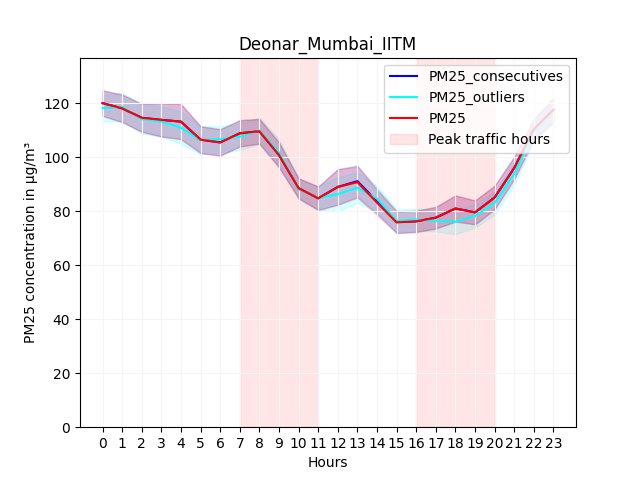 Deonar_Mumbai_IITM
PM25_consecutives
PM25_outliers
PM25
Peak traffic hours
PM25 concentration in µg/m³
120
100
80
60
40
20
0
0 1 2 3 4 5 6 7 8 9 10 11 12 13 14 15 16 17 18 19 20 21 22 23
Hours